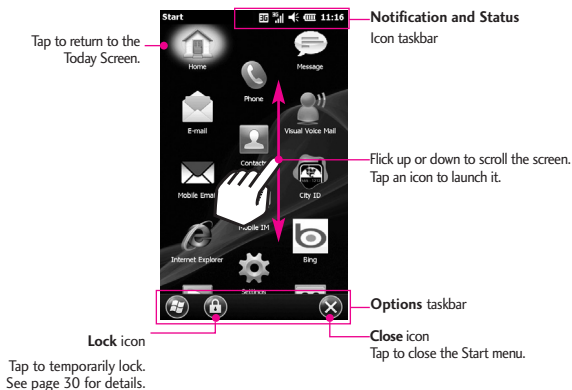 Start 3G 3G 11:16
Notification and Status
Icon taskbar
Tap to return to the
Today Screen.
Home
Phone
Message
E-mail
Contacts
Visual Voice Mail
Flick up or down to scroll the screen.
Tap an icon to launch it.
Mobile Email
Mobile IM
City ID
Internet Explorer
Settings
Bing
Options taskbar
Lock icon
Tap to temporarily lock.
See page 30 for details.
Close icon
Tap to close the Start menu.